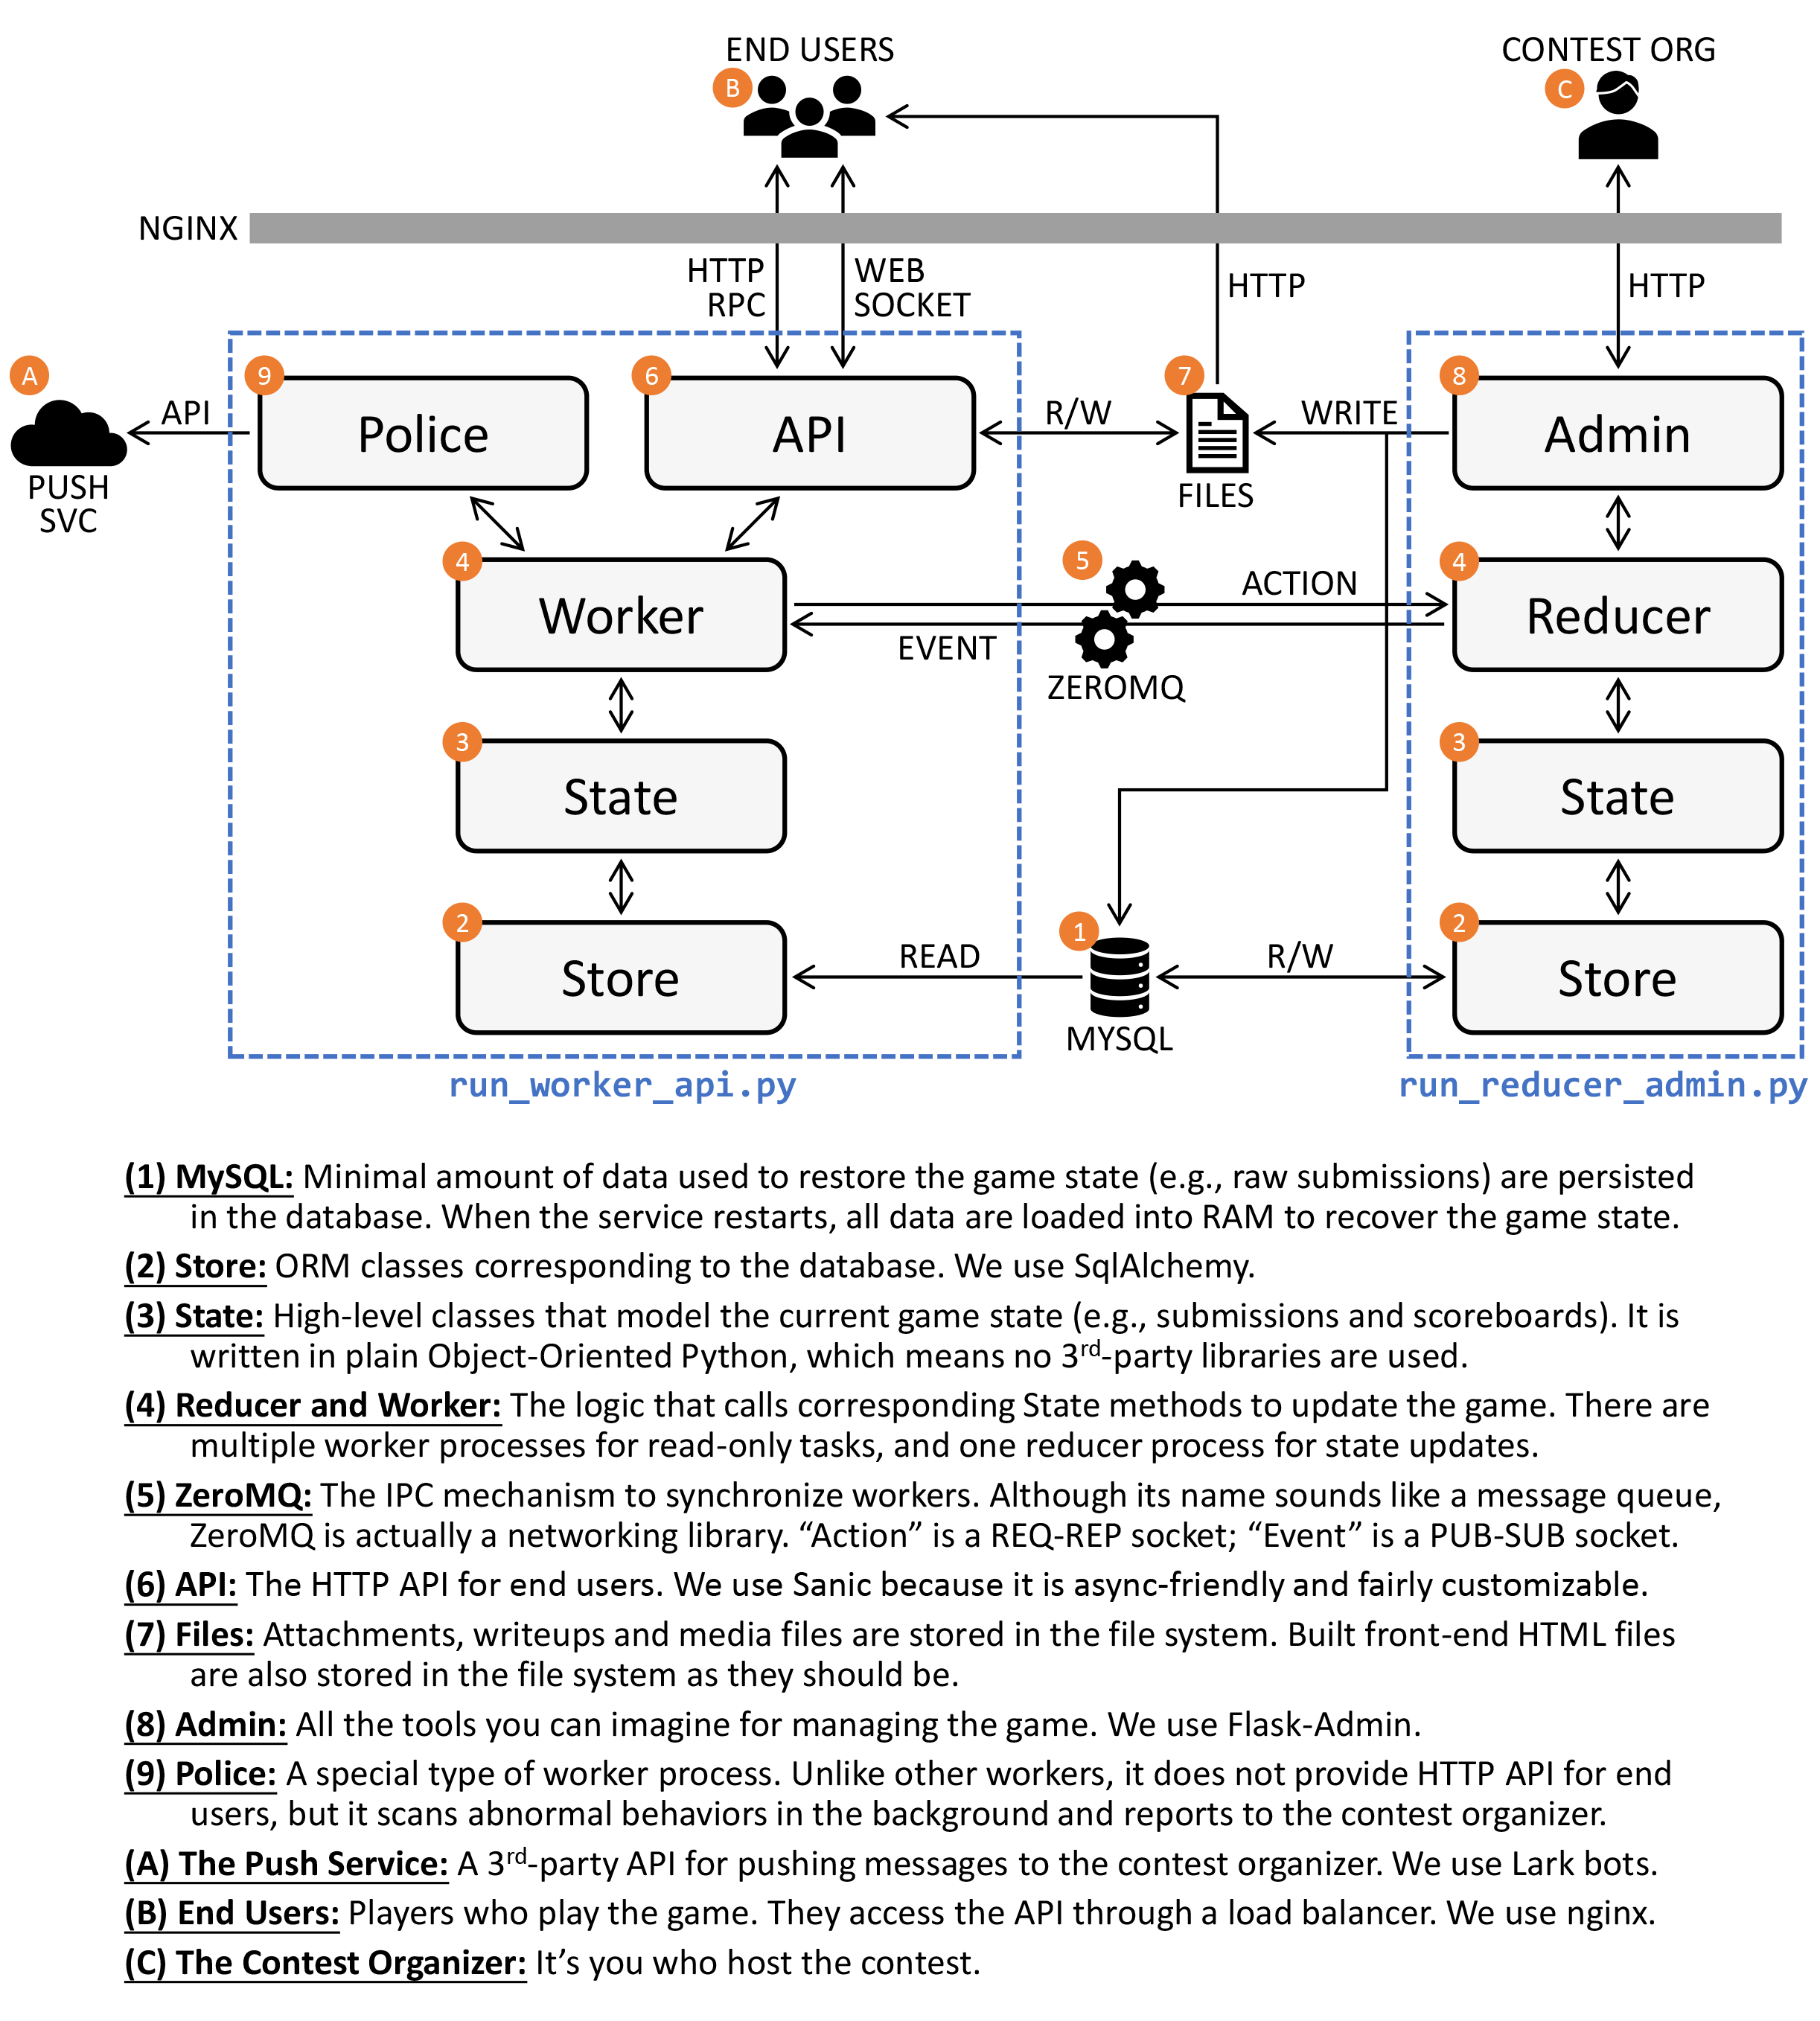 END USERS
CONTEST ORG
B
C
NGINX
HTTP
RPC
WEB
SOCKET
HTTP
HTTP
A
9
6
7
8
API
Police
API
R/W
WRITE
Admin
PUSH
SVC
FILES
4
5
4
ACTION
Worker
Reducer
EVENT
ZEROMQ
3
3
State
State
2
1
2
READ
R/W
Store
Store
MYSQL
run_worker_api.py
run_reducer_admin.py
(1) MySQL: Minimal amount of data used to restore the game state (e.g., raw submissions) are persisted
in the database. When the service restarts, all data are loaded into RAM to recover the game state.
(2) Store: ORM classes corresponding to the database. We use SqlAlchemy.
(3) State: High-level classes that model the current game state (e.g., submissions and scoreboards). It is
written in plain Object-Oriented Python, which means no 3rd-party libraries are used.
(4) Reducer and Worker: The logic that calls corresponding State methods to update the game. There are
multiple worker processes for read-only tasks, and one reducer process for state updates.
(5) ZeroMQ: The IPC mechanism to synchronize workers. Although its name sounds like a message queue,
ZeroMQ is actually a networking library. “Action” is a REQ-REP socket; “Event” is a PUB-SUB socket.
(6) API: The HTTP API for end users. We use Sanic because it is async-friendly and fairly customizable.
(7) Files: Attachments, writeups and media files are stored in the file system. Built front-end HTML files
are also stored in the file system as they should be.
(8) Admin: All the tools you can imagine for managing the game. We use Flask-Admin.
(9) Police: A special type of worker process. Unlike other workers, it does not provide HTTP API for end
users, but it scans abnormal behaviors in the background and reports to the contest organizer.
(A) The Push Service: A 3rd-party API for pushing messages to the contest organizer. We use Lark bots.
(B) End Users: Players who play the game. They access the API through a load balancer. We use nginx.
(C) The Contest Organizer: It’s you who host the contest.